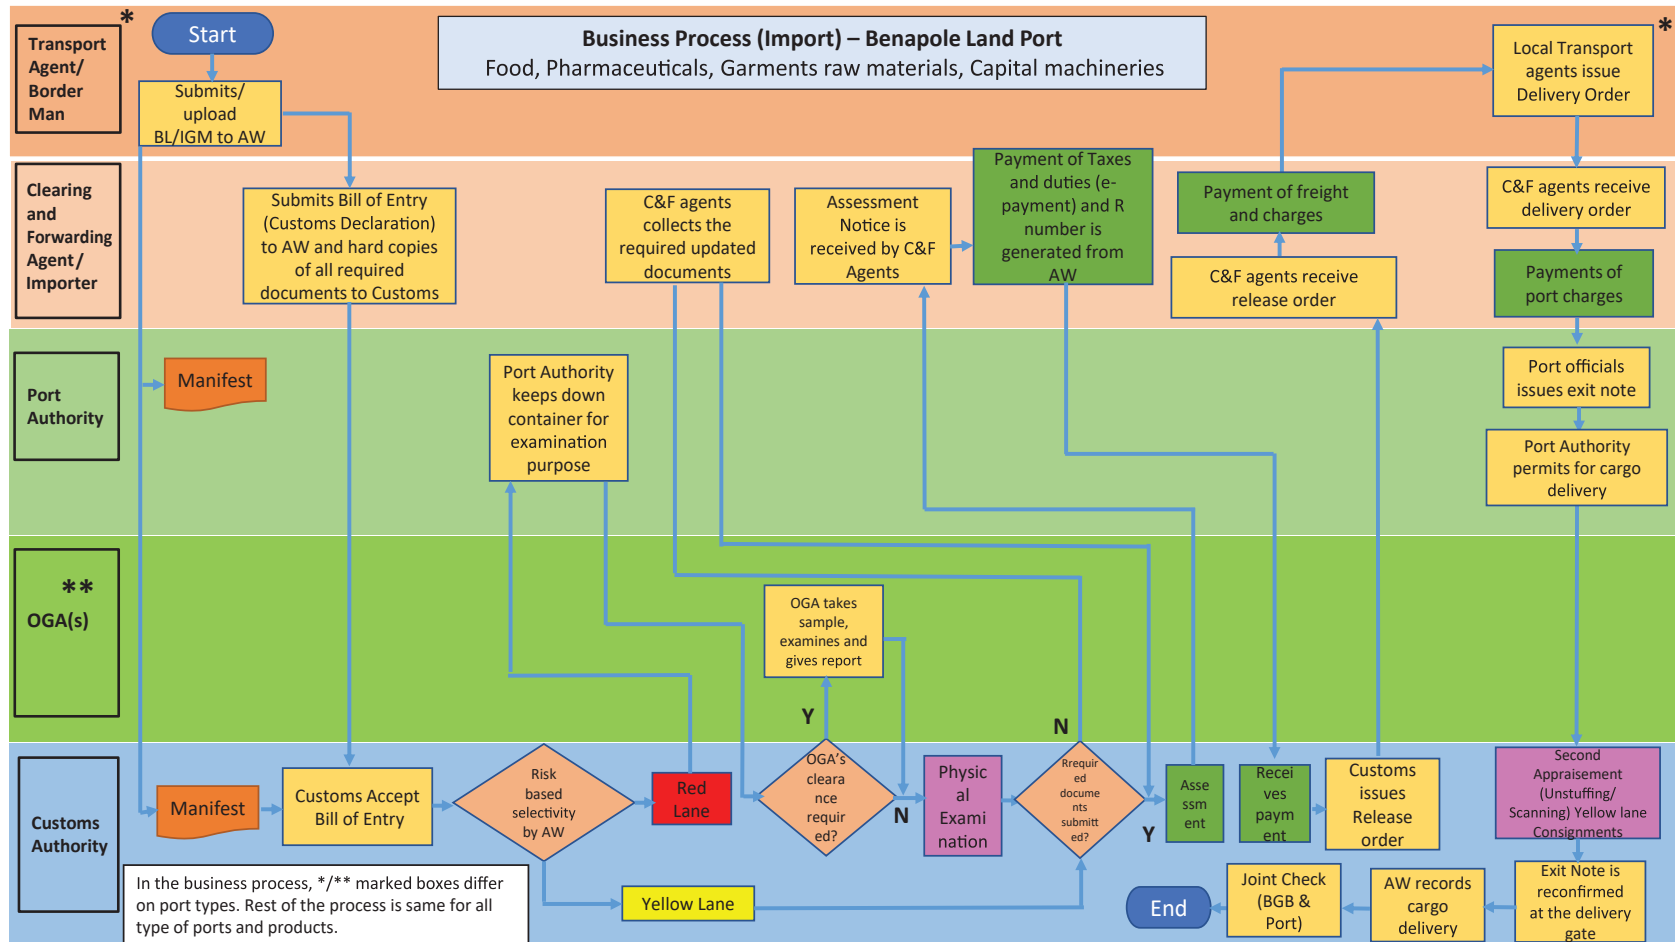 Business Process (Import) – Benapole Land Port
Food, Pharmaceuticals, Garments raw materials, Capital machineries
*
Transport
Agent/
Border
Man
Start
Submits/
upload
BL/IGM to AW
*
Local Transport
agents issue
Delivery Order
Clearing
and
Forwarding
Agent/
Importer
Submits Bill of Entry
(Customs Declaration)
to AW and hard copies
of all required
documents to Customs
C&F agents
collects the
required updated
documents
Assessment
Notice is
received by C&F
Agents
Payment of Taxes
and duties (e-
payment) and R
number is
generated from
AW
Payment of freight
and charges
C&F agents receive
release order
C&F agents receive
delivery order
Payments of
port charges
Port
Authority
Manifest
Port Authority
keeps down
container for
examination
purpose
Port officials
issues exit note
Port Authority
permits for cargo
delivery
**
OGA(s)
OGA takes
sample,
examines and
gives report
Y
N
Customs
Authority
Manifest
Customs Accept
Bill of Entry
Risk
based
selectivity
by AW
Red
Lane
OGA's
cleara
nce
requir
ed?
N
Physic
al
Exami
nation
Rrequir
ed
docume
nts
submitt
ed?
Y
Asse
ssm
ent
Recei
ves
paym
ent
Customs
issues
Release
order
Second
Appraisement
(Unstuffing/
Scanning) Yellow lane
Consignments
Yellow Lane
End
Joint Check
(BGB &
Port)
AW records
cargo
delivery
Exit Note is
reconfirmed
at the delivery
gate
In the business process, */** marked boxes differ
on port types. Rest of the process is same for all
type of ports and products.